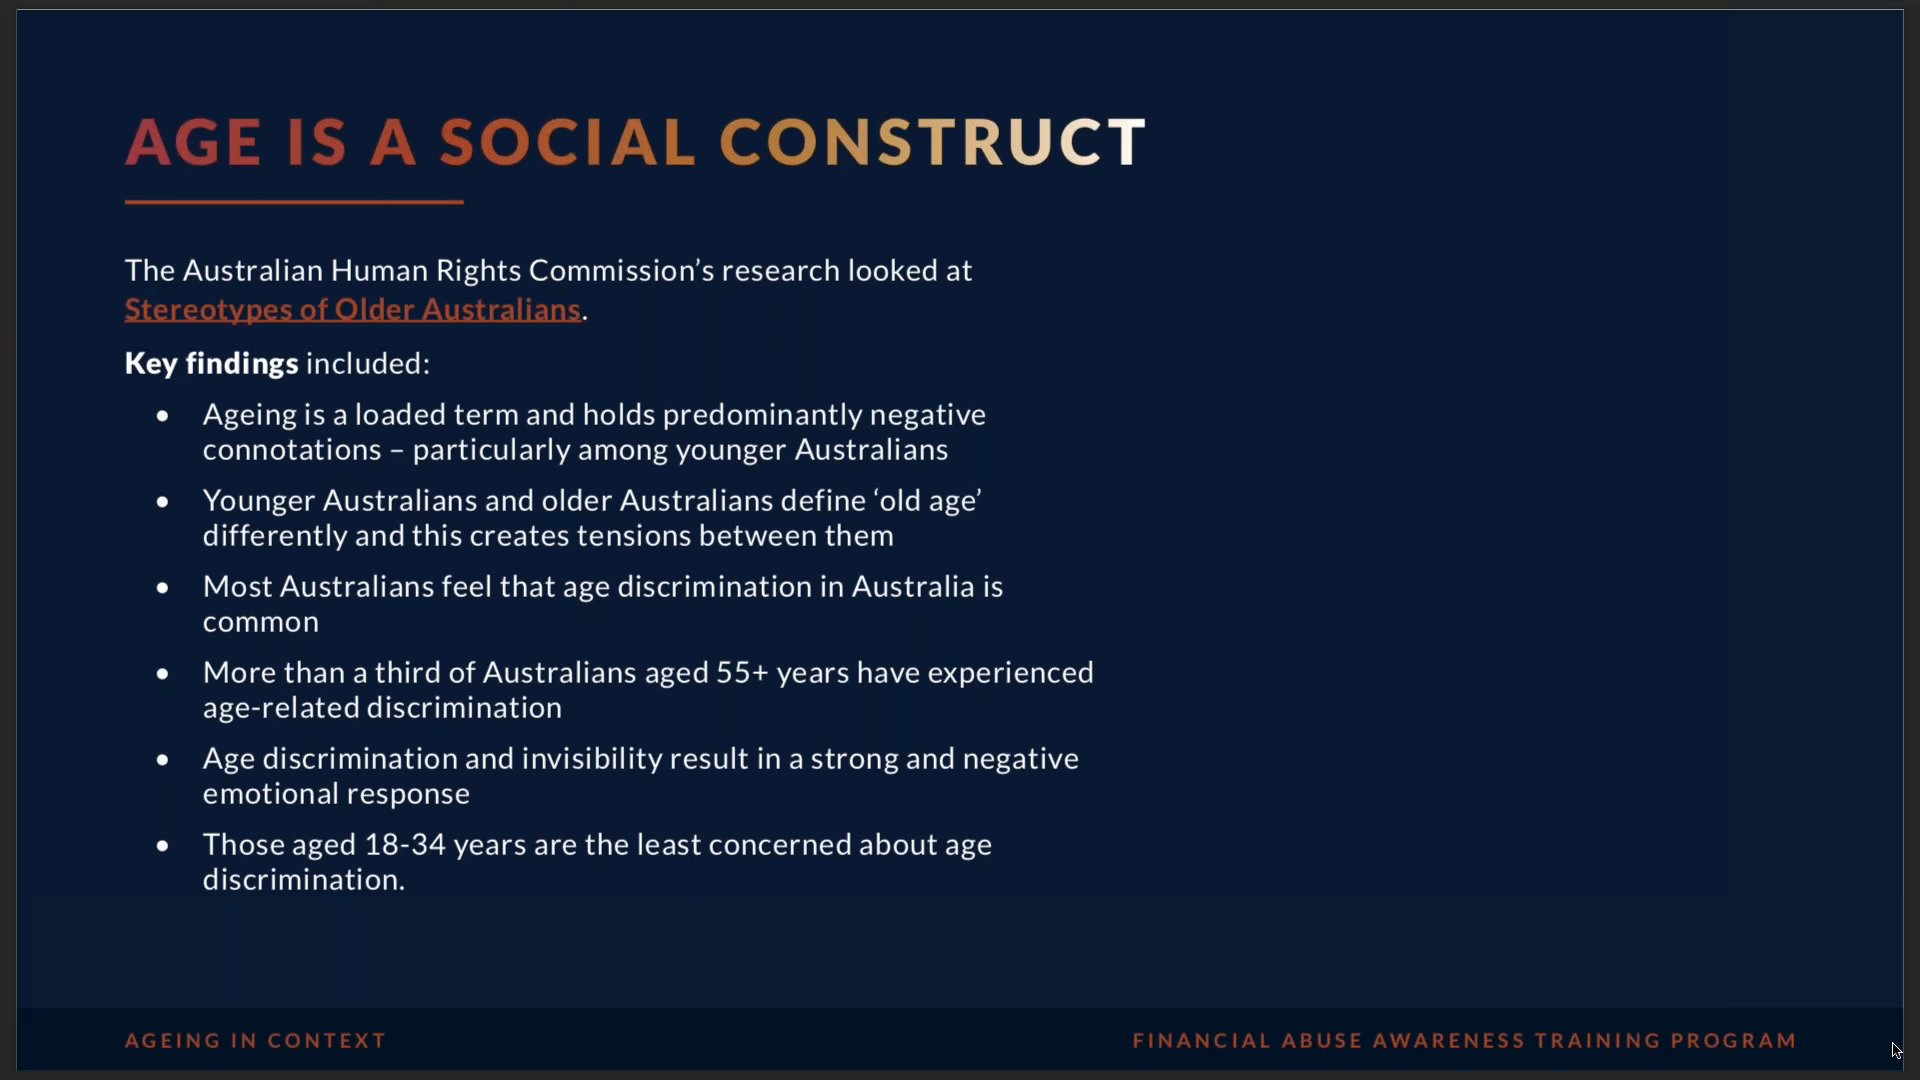 AGE IS A SOCIAL CONSTRUCT
The Australian Human Rights Commission’s research looked at
Stereotypes of Older Australians.
Key findings included:
• Ageing is a loaded term and holds predominantly negative
connotations – particularly among younger Australians
• Younger Australians and older Australians define ‘old age’
differently and this creates tensions between them
• Most Australians feel that age discrimination in Australia is
common
• More than a third of Australians aged 55+ years have experienced
age-related discrimination
• Age discrimination and invisibility result in a strong and negative
emotional response
• Those aged 18-34 years are the least concerned about age
discrimination.
AGEING IN CONTEXT
FINANCIAL ABUSE AWARENESS TRAINING PROGRAM